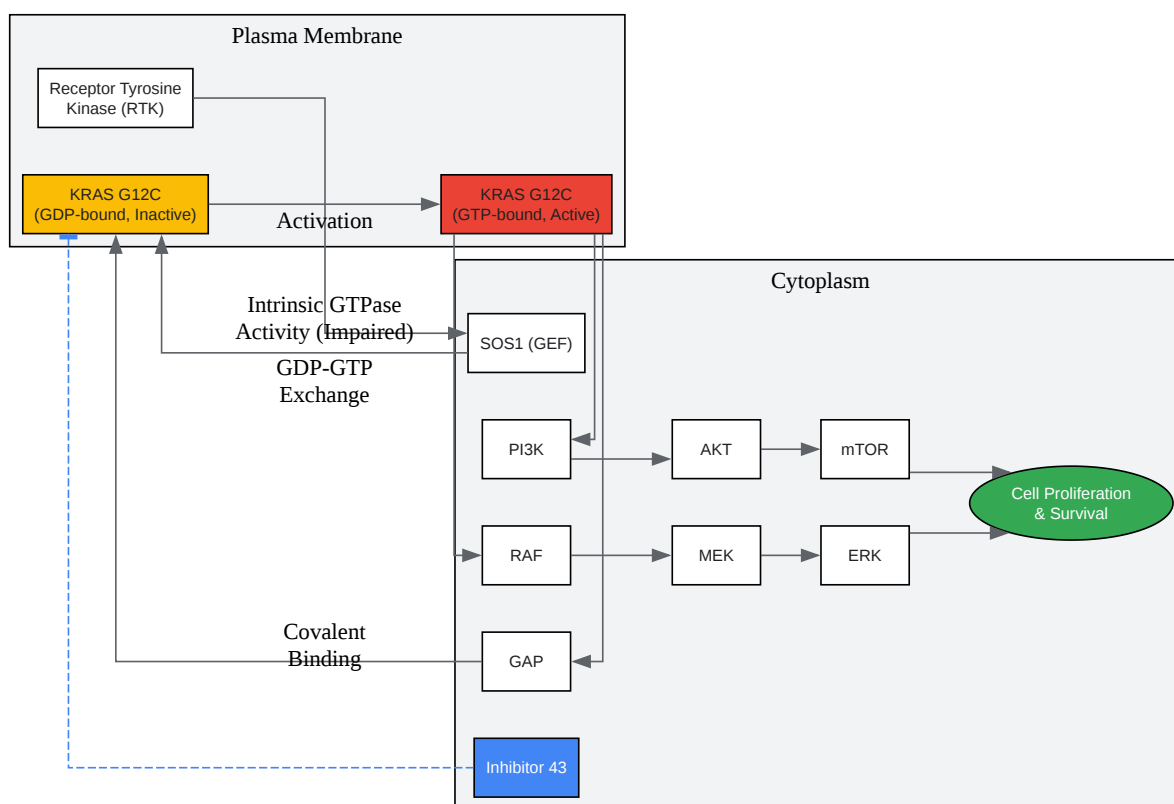 Plasma Membrane
Receptor Tyrosine
Kinase (RTK)
KRAS G12C
(GDP-bound, Inactive)
KRAS G12C
(GTP-bound, Active)
Activation
Cytoplasm
Intrinsic GTPase
Activity (Impaired)
SOS1 (GEF)
GDP-GTP
Exchange
PI3K
AKT
mTOR
Cell Proliferation
& Survival
RAF
MEK
ERK
Covalent
Binding
GAP
Inhibitor 43